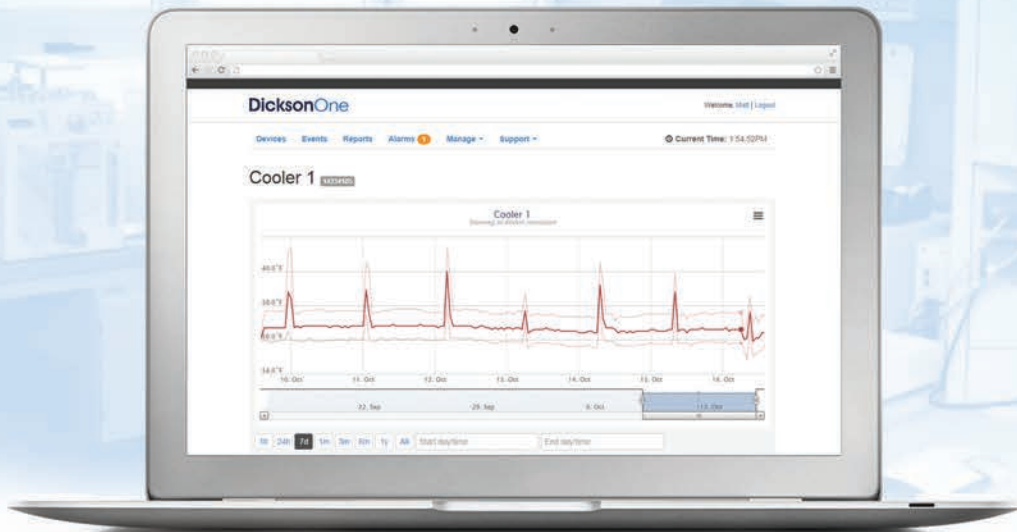 DicksonOne
Welcome, Matt | Logout
Devices Events Reports Alarms 1 Manage Support Current Time: 1:54:52PM
Cooler 1
Cooler 1
40.0°F
38.0°F
36.0°F
34.0°F
10. Oct 11. Oct 12. Oct 13. Oct 14. Oct 15. Oct 16. Oct
22. Sep 29. Sep 6. Oct 13. Oct
24h 7d 1m 3m 6m 1y All Start day/time End day/time